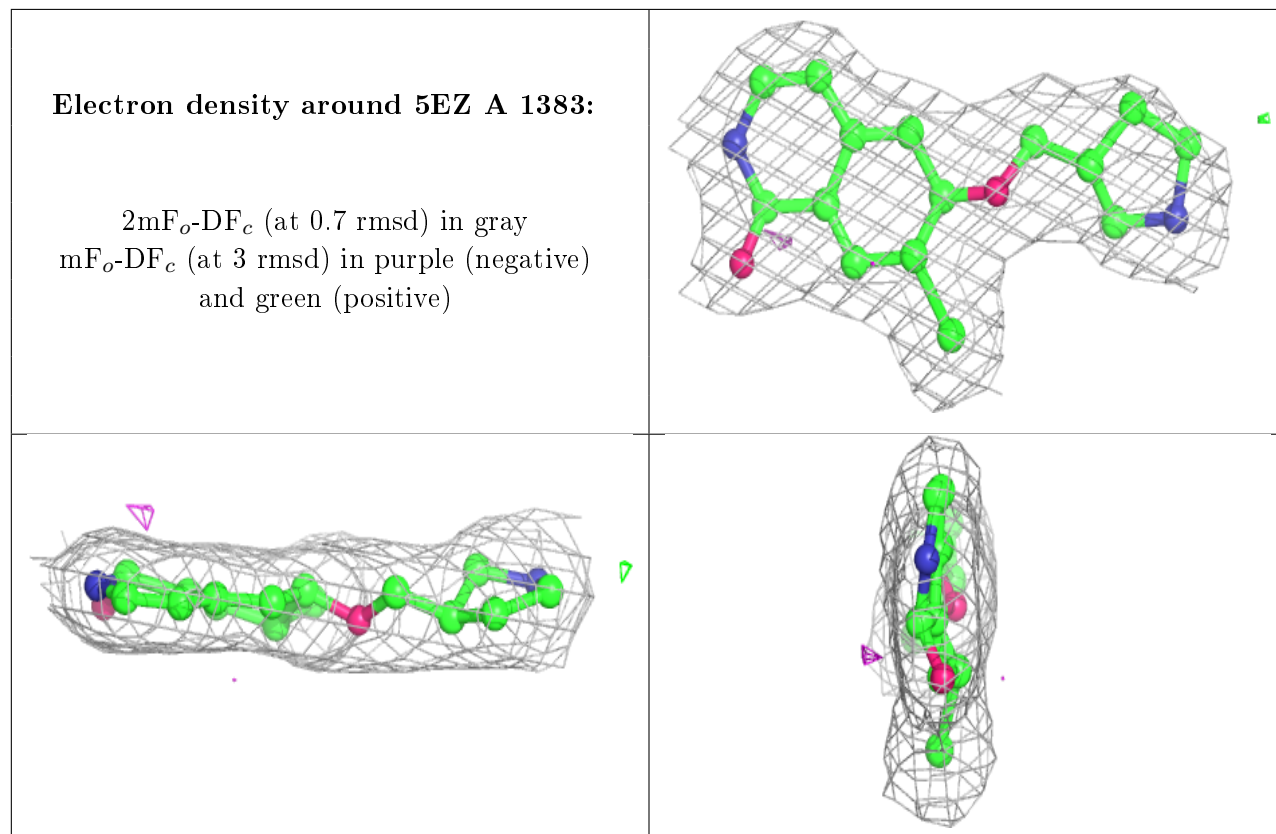 Electron density around 5EZ A 1383:
2mFₒ-DF𝒸 (at 0.7 rmsd) in gray
mFₒ-DF𝒸 (at 3 rmsd) in purple (negative)
and green (positive)